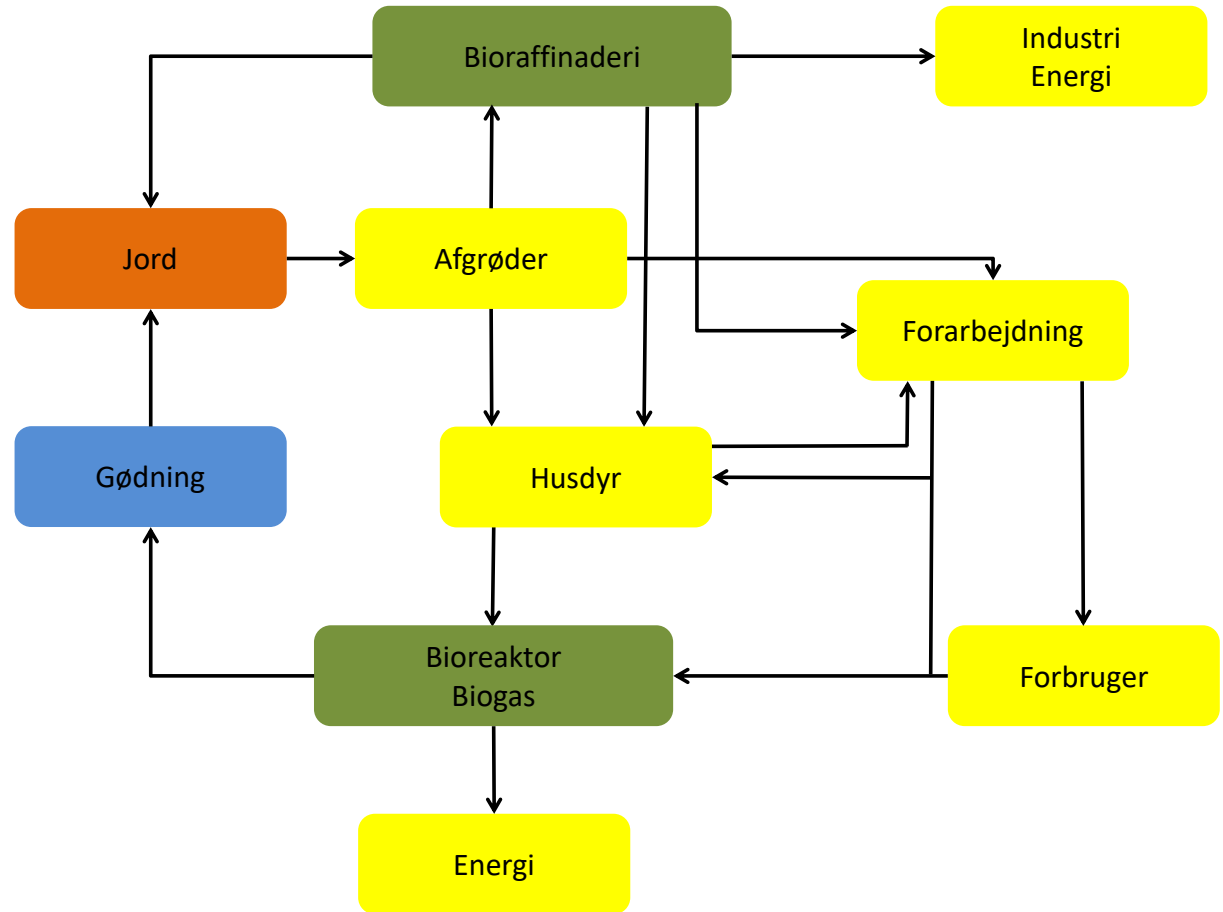 Bioraffinaderi
Industri
Energi
Jord
Afgrøder
Forarbejdning
Gødning
Husdyr
Bioreaktor
Biogas
Forbruger
Energi